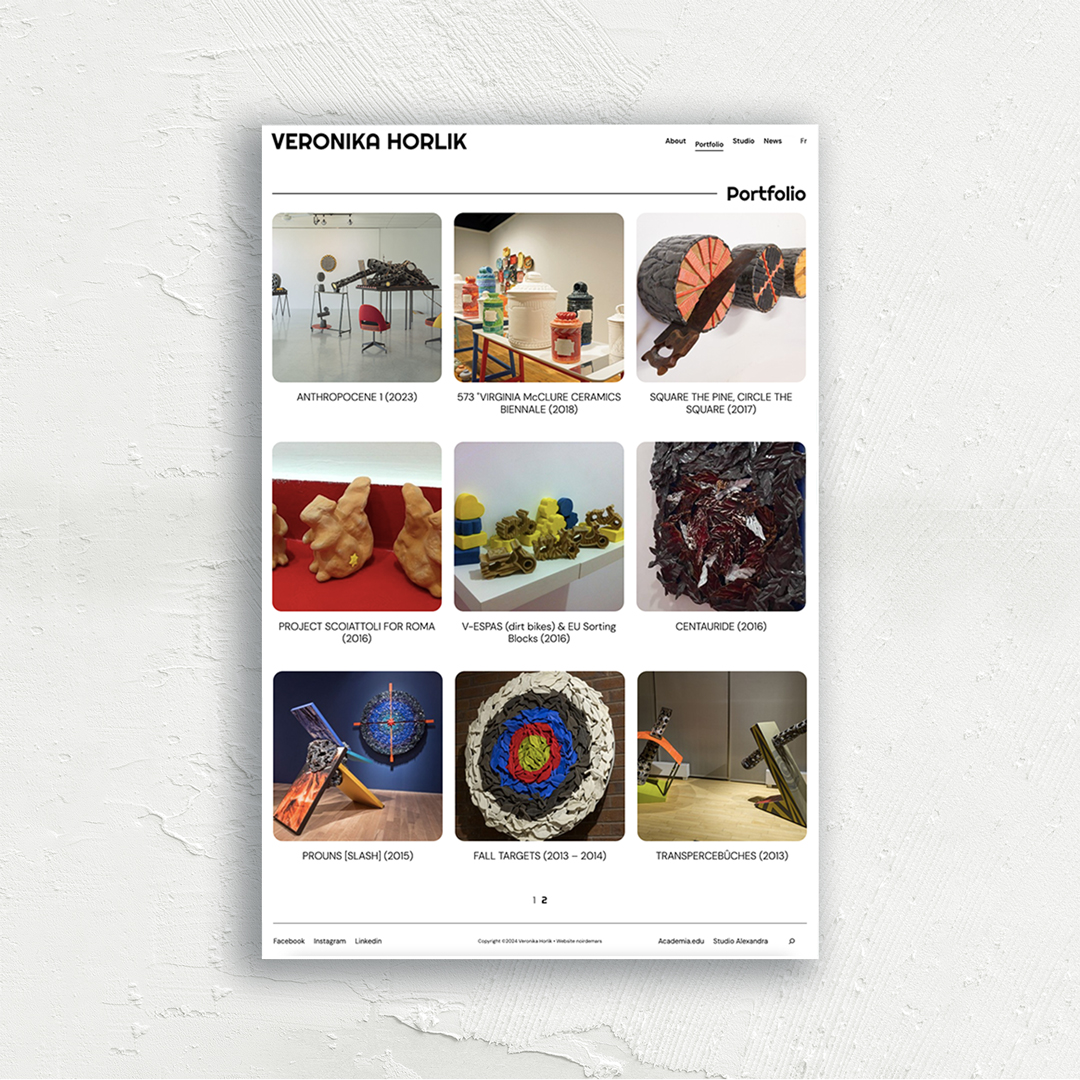 VERONIKA HORLIK
About Portfolio Studio News Fr
Portfolio
ANTHROPOCENE 1 (2023)
573 "VIRGINIA McCLURE CERAMICS
BIENNALE (2018)
SQUARE THE PINE, CIRCLE THE
SQUARE (2017)
PROJECT SCOIATTOLI FOR ROMA
(2016)
V-ESPAS (dirt bikes) & EU Sorting
Blocks (2016)
CENTAURIDE (2016)
PROUNS [SLASH] (2015)
FALL TARGETS (2013 – 2014)
TRANSPERCEBÛCHES (2013)
1 2
Facebook Instagram Linkedin
Copyright ©2024 Veronika Horlik • Website noirdemars
Academia.edu Studio Alexandra